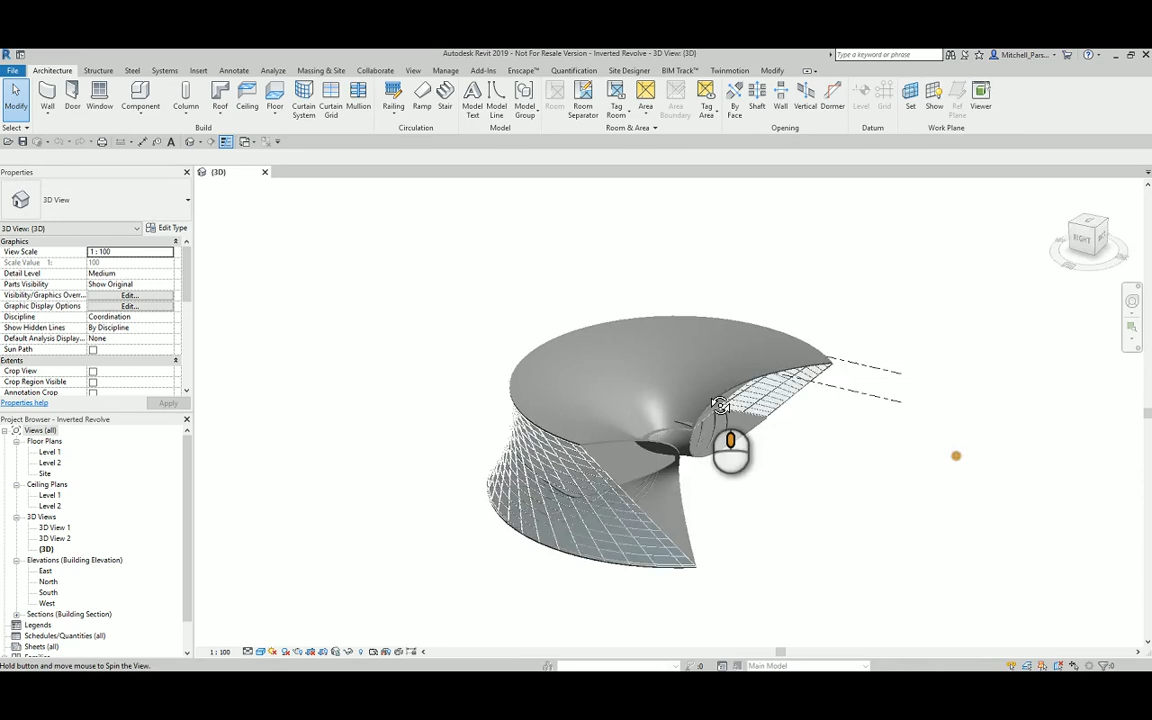 Autodesk Revit 2019 - Not For Resale Version - Inverted Revolve - 3D View: {3D}
Type a keyword or phrase
Mitchell_Pars...
File Architecture Structure Steel Systems Insert Annotate Analyze Massing & Site Collaborate View Manage Add-Ins Enscape™ Quantification Site Designer BIM Track™ Twinmotion Modify
Modify Wall Door Window Component Column Roof Ceiling Floor Curtain System Curtain Grid Mullion Railing Ramp Stair Model Text Model Line Model Group Room Room Separator Tag Room Area Area Boundary Tag Area By Face Shaft Wall Vertical Dormer Level Grid Set Show Ref Plane Viewer
Select Build Circulation Model Room & Area Opening Datum Work Plane
Properties
{3D}
3D View
3D View: {3D}
Edit Type
Graphics
View Scale 1 : 100
Scale Value 1: 100
Detail Level Medium
Parts Visibility Show Original
Visibility/Graphics Over... Edit...
Graphic Display Options Edit...
Discipline Coordination
Show Hidden Lines By Discipline
Default Analysis Display... None
Sun Path
Extents
Crop View
Crop Region Visible
Annotation Crop
Properties help
Apply
Project Browser - Inverted Revolve
Views (all)
Floor Plans
Level 1
Level 2
Site
Ceiling Plans
Level 1
Level 2
3D Views
3D View 1
3D View 2
{3D}
Elevations (Building Elevation)
East
North
South
West
Sections (Building Section)
Legends
Schedules/Quantities (all)
Sheets (all)
RIGHT
1 : 100
Hold button and move mouse to Spin the View.
:0
Main Model
:0